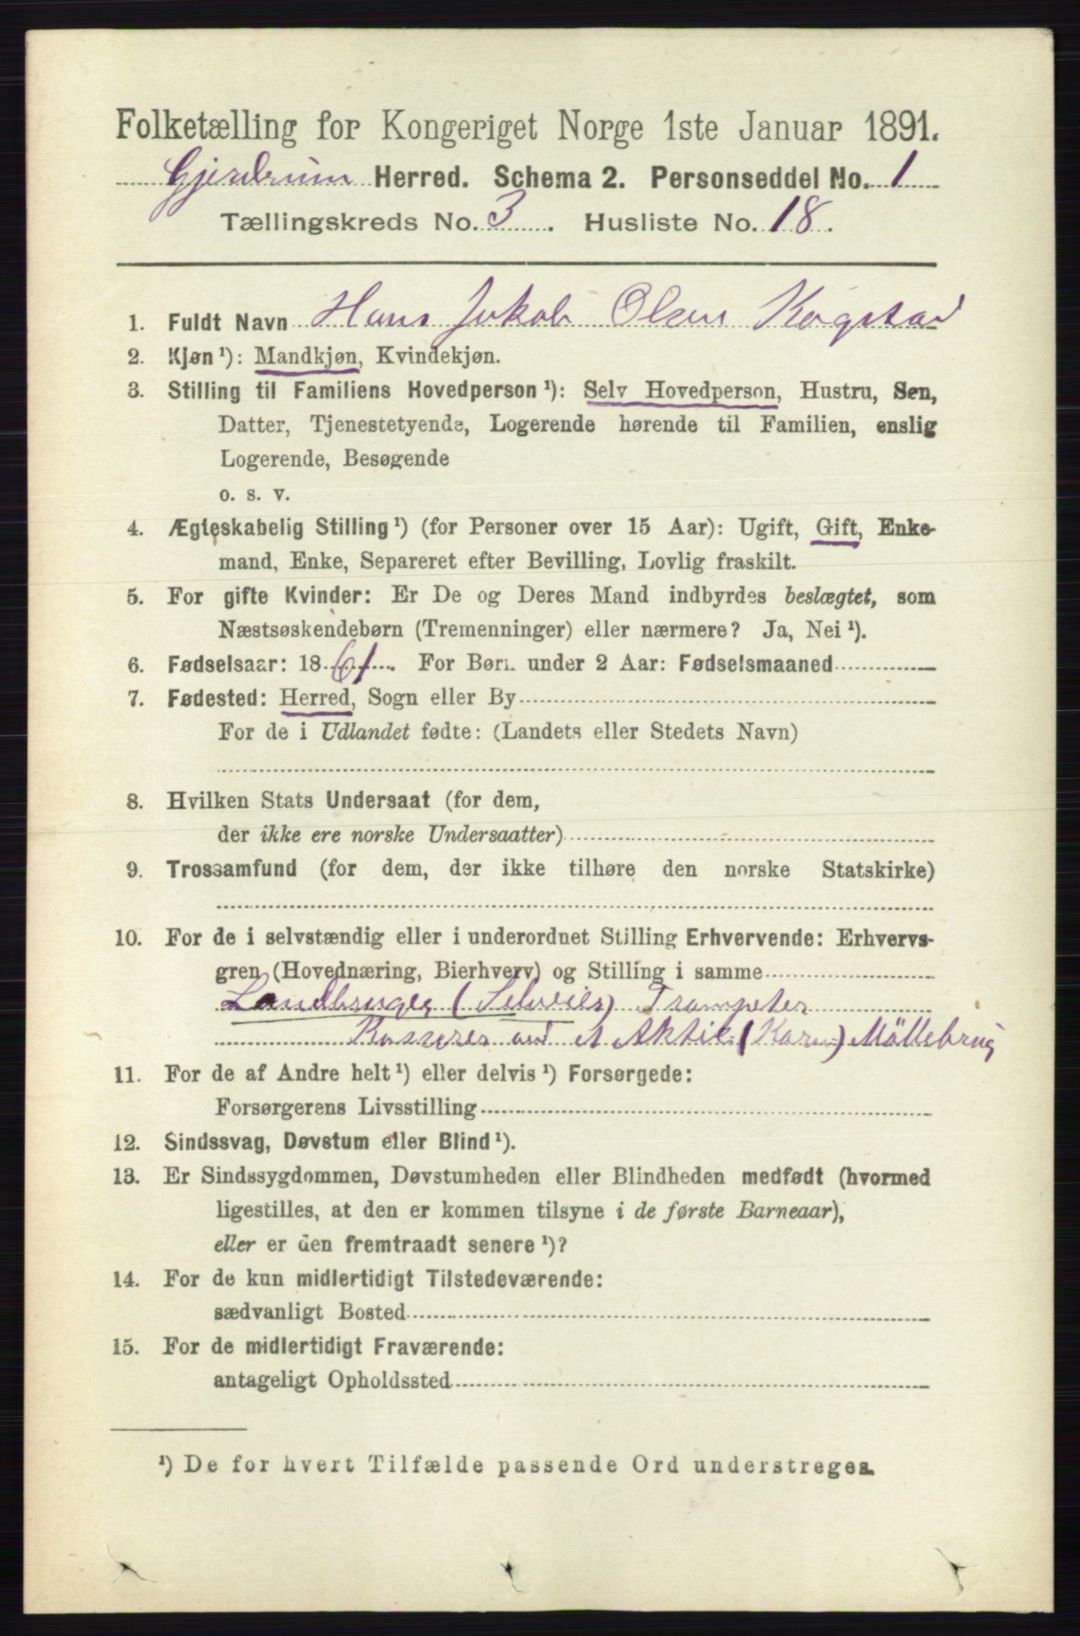 Folketælling for Kongeriget Norge 1ste Januar 1891.
Gjerdrum Herred. Schema 2. Personseddel No. 1
Tællingskreds No. 3. Husliste No. 18.
1. Fuldt Navn Hans Jakob Olsen Kogstad
2. Kjøn ¹): Mandkjøn, Kvindekjøn.
3. Stilling til Familiens Hovedperson ¹): Selv Hovedperson, Hustru, Søn,
Datter, Tjenestetyende, Logerende hørende til Familien, enslig
Logerende, Besøgende
o. s. v.
4. Ægteskabelig Stilling ¹) (for Personer over 15 Aar): Ugift, Gift, Enke-
mand, Enke, Separeret efter Bevilling, Lovlig fraskilt.
5. For gifte Kvinder: Er De og Deres Mand indbyrdes beslægtet, som
Næstsøskendebørn (Tremenninger) eller nærmere? Ja, Nei ¹).
6. Fødselsaar: 1861. For Børn under 2 Aar: Fødselsmaaned
7. Fødested: Herred, Sogn eller By
For de i Udlandet fødte: (Landets eller Stedets Navn)
8. Hvilken Stats Undersaat (for dem,
der ikke ere norske Undersaatter)
9. Trossamfund (for dem, der ikke tilhøre den norske Statskirke)
10. For de i selvstændig eller i underordnet Stilling Erhvervende: Erhvervs-
gren (Hovednæring, Bierhverv) og Stilling i samme
Landbruger (Selveier) Trompeter
Kasserer ved A Aktie (Korn) Möllebrug
11. For de af Andre helt ¹) eller delvis ¹) Forsørgede:
Forsørgerens Livsstilling
12. Sindssvag, Døvstum eller Blind ¹).
13. Er Sindssygdommen, Døvstumheden eller Blindheden medfødt (hvormed
ligestilles, at den er kommen tilsyne i de første Barneaar),
eller er den fremtraadt senere ¹)?
14. For de kun midlertidigt Tilstedeværende:
sædvanligt Bosted
15. For de midlertidigt Fraværende:
antageligt Opholdssted
¹) De for hvert Tilfælde passende Ord understreges.